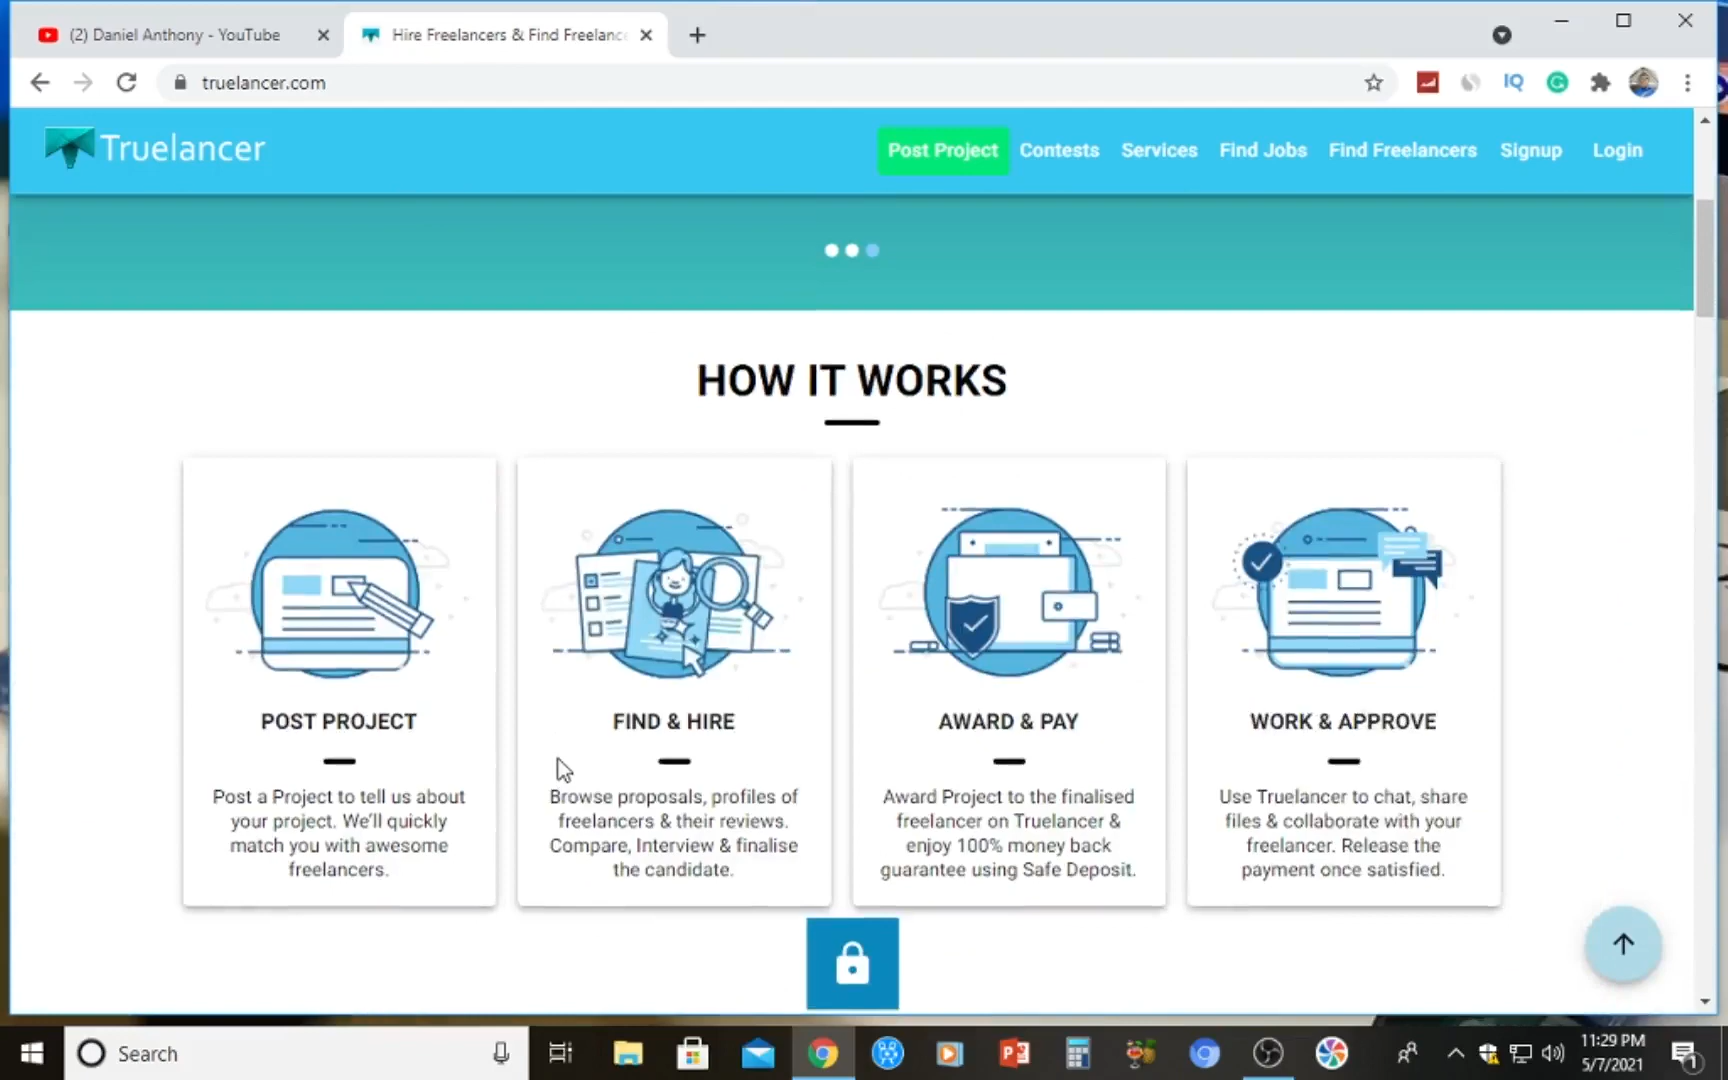 (2) Daniel Anthony - YouTube
Hire Freelancers & Find Freelanc
truelancer.com
IQ
Truelancer
Post Project
Contests
Services
Find Jobs
Find Freelancers
Signup
Login
HOW IT WORKS
POST PROJECT
Post a Project to tell us about
your project. We'll quickly
match you with awesome
freelancers.
FIND & HIRE
Browse proposals, profiles of
freelancers & their reviews.
Compare, Interview & finalise
the candidate.
AWARD & PAY
Award Project to the finalised
freelancer on Truelancer &
enjoy 100% money back
guarantee using Safe Deposit.
WORK & APPROVE
Use Truelancer to chat, share
files & collaborate with your
freelancer. Release the
payment once satisfied.
Search
11:29 PM
5/7/2021
1